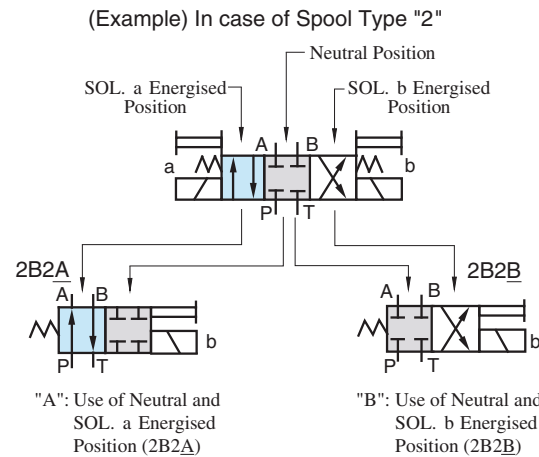 (Example) In case of Spool Type "2"
Neutral Position
SOL. a Energised
Position
SOL. b Energised
Position
A B
a b
P T
2B2A
2B2B
A B
A B
b
b
P T
P T
"A": Use of Neutral and
SOL. a Energised
Position (2B2A)
"B": Use of Neutral and
SOL. b Energised
Position (2B2B)